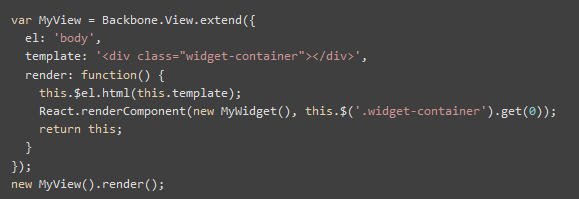 var MyView = Backbone.View.extend({
  el: 'body',
  template: '<div class="widget-container"></div>',
  render: function() {
    this.$el.html(this.template);
    React.renderComponent(new MyWidget(), this.$('.widget-container').get(0));
    return this;
  }
});
new MyView().render();